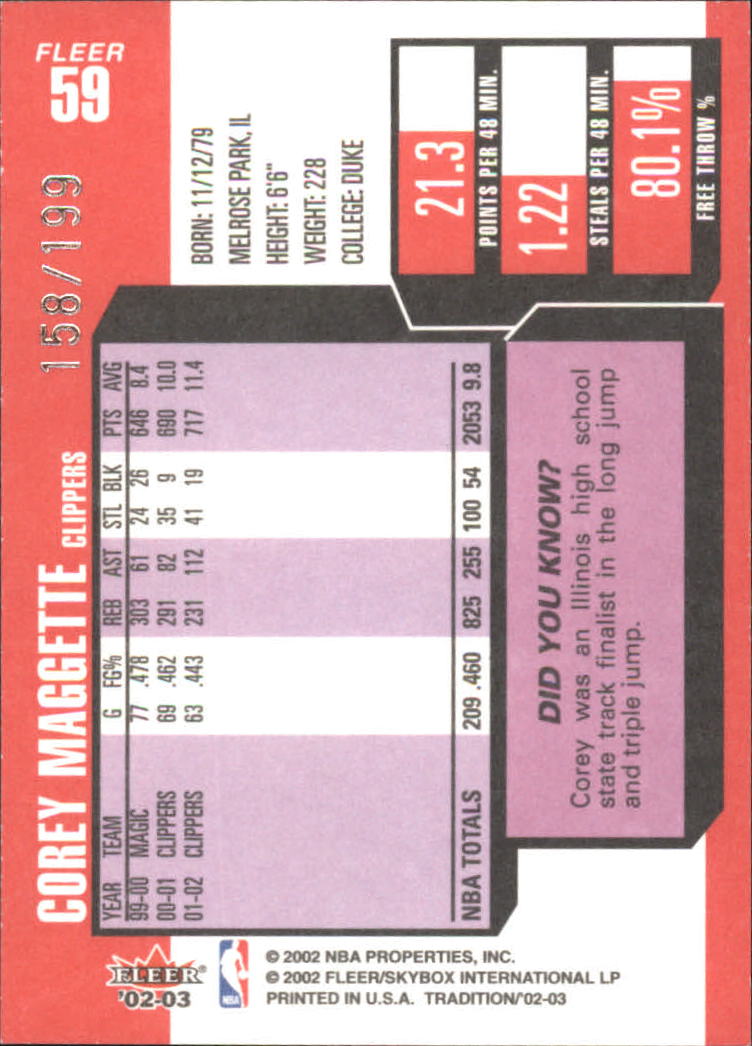 COREY MAGGETTE CLIPPERS
158/199
FLEER
59
YEAR TEAM G FG% REB AST STL BLK PTS AVG
99-00 MAGIC 77 .478 303 61 24 26 646 8.4
00-01 CLIPPERS 69 .462 291 82 35 9 690 10.0
01-02 CLIPPERS 63 .443 231 112 41 19 717 11.4
NBA TOTALS 209 .460 825 255 100 54 2053 9.8
BORN: 11/12/79
MELROSE PARK, IL
HEIGHT: 6'6"
WEIGHT: 228
COLLEGE: DUKE
21.3
POINTS PER 48 MIN.
1.22
STEALS PER 48 MIN.
80.1%
FREE THROW %
DID YOU KNOW?
Corey was an Illinois high school
state track finalist in the long jump
and triple jump.
FLEER®
'02-03
NBA
© 2002 NBA PROPERTIES, INC.
© 2002 FLEER/SKYBOX INTERNATIONAL LP
PRINTED IN U.S.A. TRADITION/'02-03